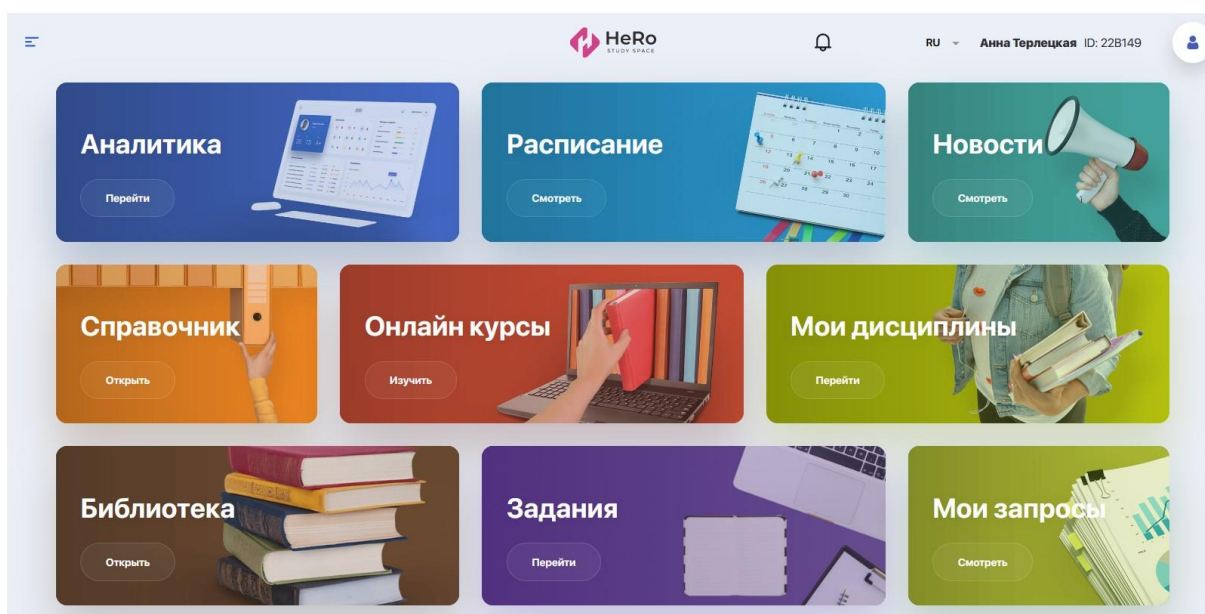 HeRo
STUDY SPACE
RU Анна Терлецкая ID: 22B149
Аналитика
Перейти
Расписание
Смотреть
Новости
Смотреть
Справочник
Открыть
Онлайн курсы
Изучить
Мои дисциплины
Перейти
Библиотека
Открыть
Задания
Перейти
Мои запросы
Смотреть